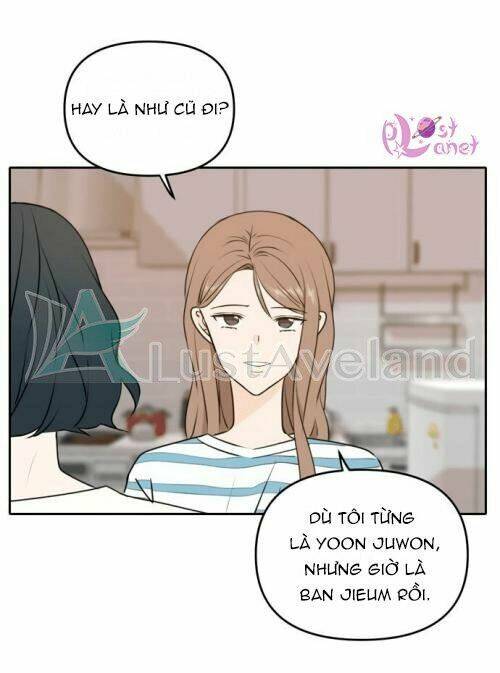 HAY LÀ NHƯ CŨ ĐI?
Lost
Planet
LustAveland
DÙ TÔI TỪNG
LÀ YOON JUWON,
NHƯNG GIỜ LÀ
BAN JIEUM RỒI.